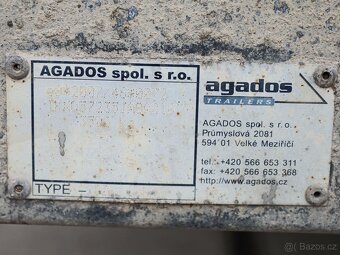 AGADOS spol. s r.o.
TYPE –
agados
TRAILERS
AGADOS spol. s r.o.
Průmyslová 2081
594 01 Velké Meziříčí
tel.: +420 566 653 311
fax: +420 566 653 368
http://www.agados.cz
Bazoš.cz